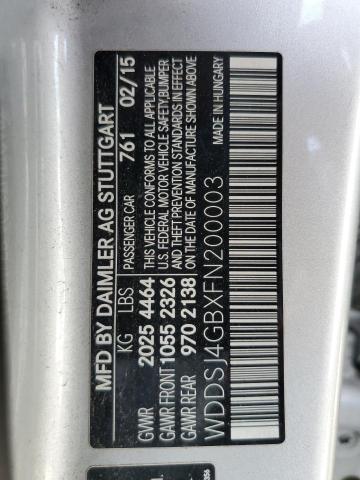 MFD BY DAIMLER AG STUTTGART
KG LBS PASSENGER CAR 761 02/15
GVWR 2025 4464 THIS VEHICLE CONFORMS TO ALL APPLICABLE
GAWR FRONT 1055 2326 U.S. FEDERAL MOTOR VEHICLE SAFETY, BUMPER
GAWR REAR 970 2138 AND THEFT PREVENTION STANDARDS IN EFFECT
ON THE DATE OF MANUFACTURE SHOWN ABOVE
WDDSJ4GBXFN200003 MADE IN HUNGARY